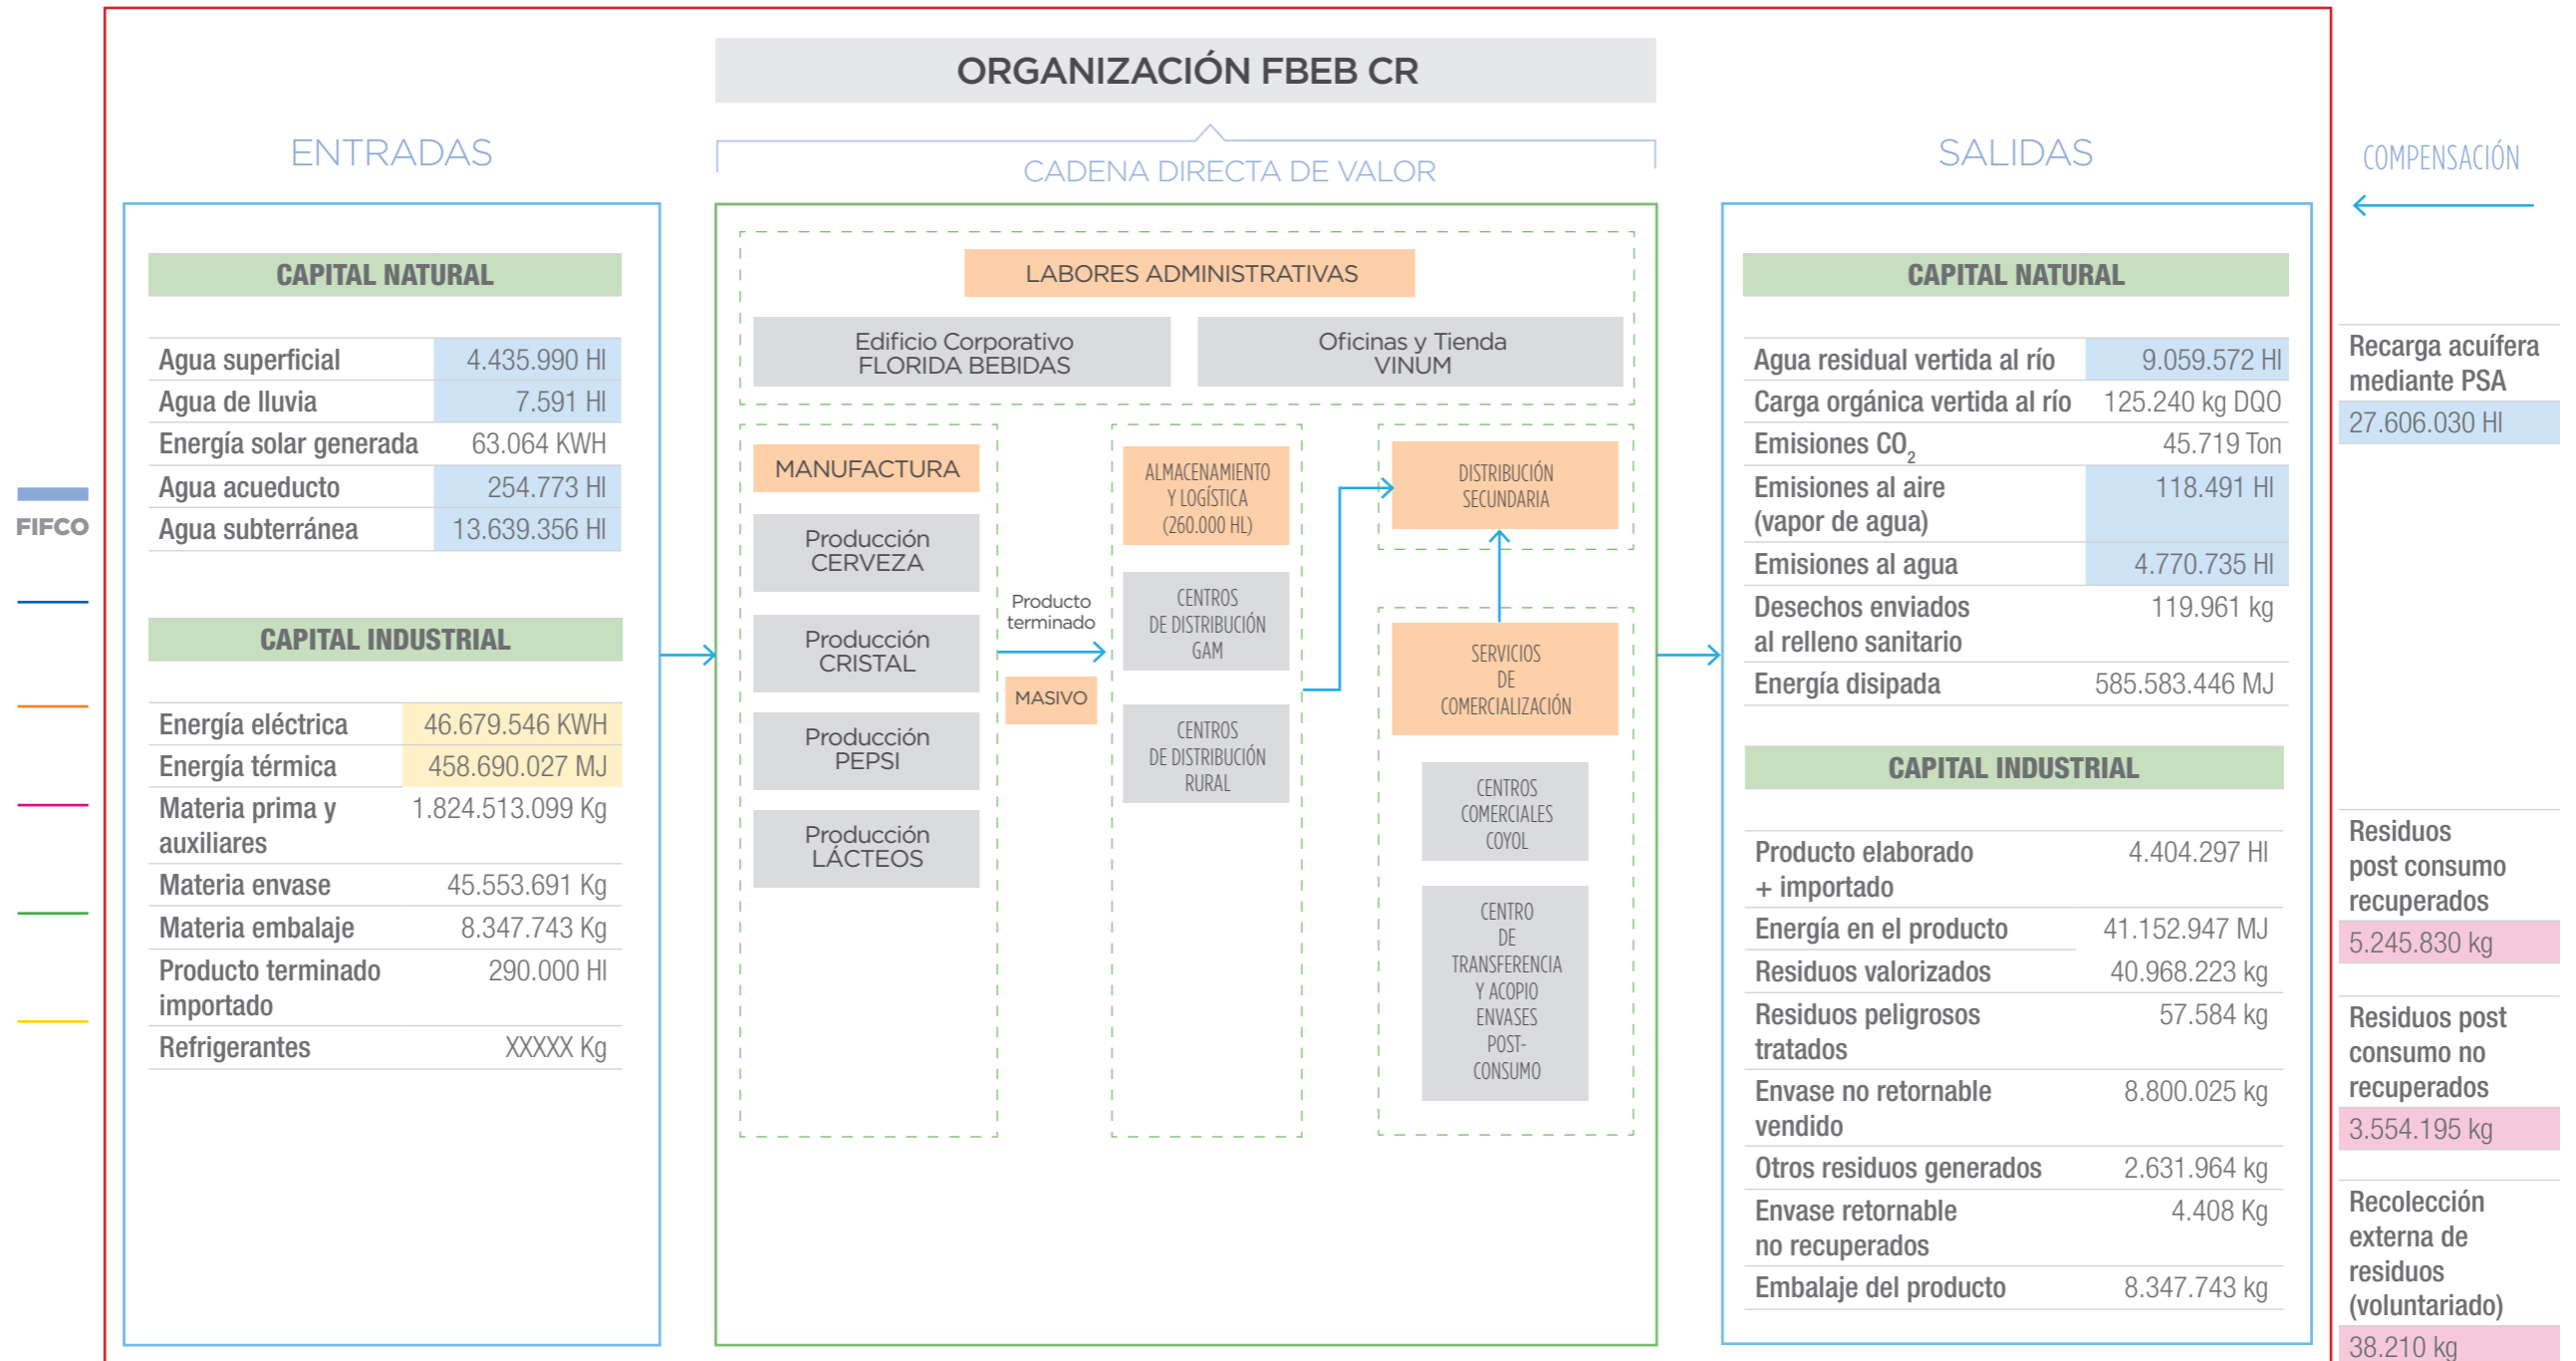 ORGANIZACIÓN FBEB CR
ENTRADAS
CADENA DIRECTA DE VALOR
SALIDAS
COMPENSACIÓN
FIFCO
CAPITAL NATURAL
Agua superficial 4.435.990 Hl
Agua de lluvia 7.591 Hl
Energía solar generada 63.064 KWH
Agua acueducto 254.773 Hl
Agua subterránea 13.639.356 Hl
CAPITAL INDUSTRIAL
Energía eléctrica 46.679.546 KWH
Energía térmica 458.690.027 MJ
Materia prima y 1.824.513.099 Kg
auxiliares
Materia envase 45.553.691 Kg
Materia embalaje 8.347.743 Kg
Producto terminado 290.000 Hl
importado
Refrigerantes XXXXX Kg
LABORES ADMINISTRATIVAS
Edificio Corporativo
FLORIDA BEBIDAS
Oficinas y Tienda
VINUM
MANUFACTURA
Producción
CERVEZA
Producción
CRISTAL
Producción
PEPSI
Producción
LÁCTEOS
Producto
terminado
MASIVO
ALMACENAMIENTO
Y LOGÍSTICA
(260.000 HL)
CENTROS
DE DISTRIBUCIÓN
GAM
CENTROS
DE DISTRIBUCIÓN
RURAL
DISTRIBUCIÓN
SECUNDARIA
SERVICIOS
DE
COMERCIALIZACIÓN
CENTROS
COMERCIALES
COYOL
CENTRO
DE
TRANSFERENCIA
Y ACOPIO
ENVASES
POST-
CONSUMO
CAPITAL NATURAL
Agua residual vertida al río 9.059.572 Hl
Carga orgánica vertida al río 125.240 kg DQO
Emisiones CO2 45.719 Ton
Emisiones al aire 118.491 Hl
(vapor de agua)
Emisiones al agua 4.770.735 Hl
Desechos enviados 119.961 kg
al relleno sanitario
Energía disipada 585.583.446 MJ
CAPITAL INDUSTRIAL
Producto elaborado 4.404.297 Hl
+ importado
Energía en el producto 41.152.947 MJ
Residuos valorizados 40.968.223 kg
Residuos peligrosos 57.584 kg
tratados
Envase no retornable 8.800.025 kg
vendido
Otros residuos generados 2.631.964 kg
Envase retornable 4.408 Kg
no recuperados
Embalaje del producto 8.347.743 kg
Recarga acuífera
mediante PSA
27.606.030 Hl
Residuos
post consumo
recuperados
5.245.830 kg
Residuos post
consumo no
recuperados
3.554.195 kg
Recolección
externa de
residuos
(voluntariado)
38.210 kg